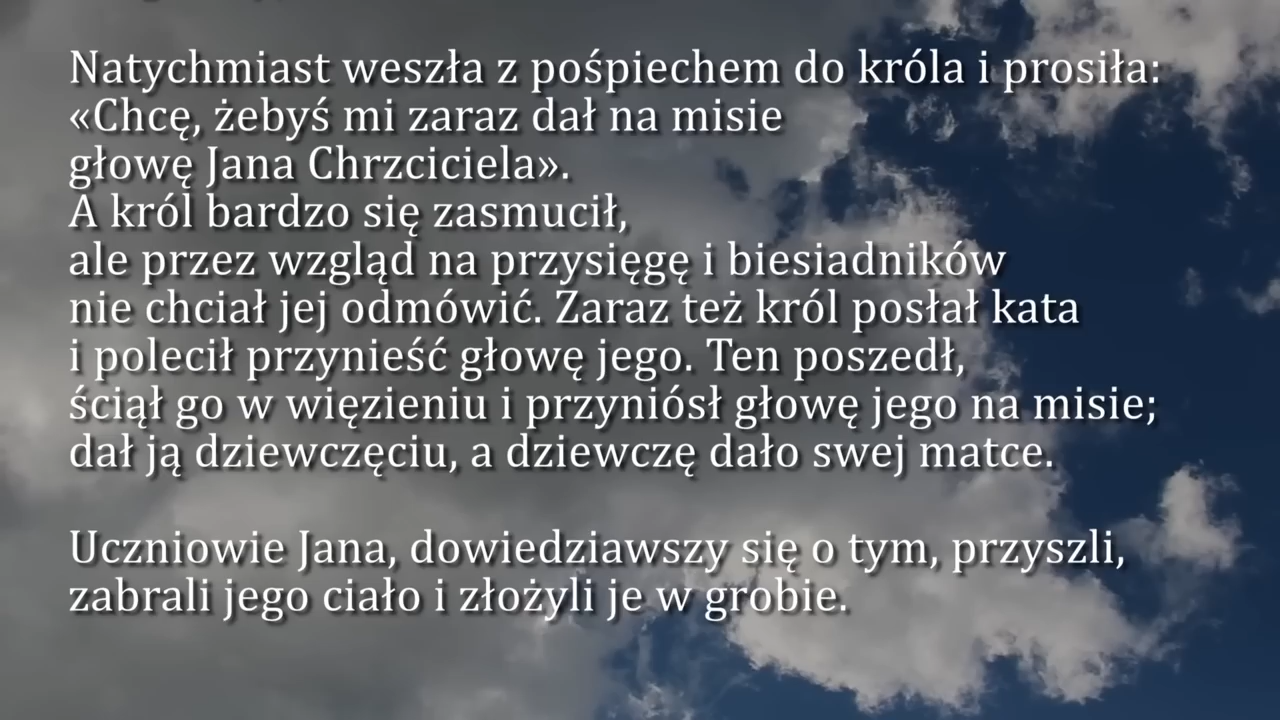 Natychmiast weszła z pośpiechem do króla i prosiła:
«Chcę, żebyś mi zaraz dał na misie
głowę Jana Chrzciciela».
A król bardzo się zasmucił,
ale przez wzgląd na przysięgę i biesiadników
nie chciał jej odmówić. Zaraz też król posłał kata
i polecił przynieść głowę jego. Ten poszedł,
ściął go w więzieniu i przyniósł głowę jego na misie;
dał ją dziewczęciu, a dziewczę dało swej matce.
Uczniowie Jana, dowiedziawszy się o tym, przyszli,
zabrali jego ciało i złożyli je w grobie.